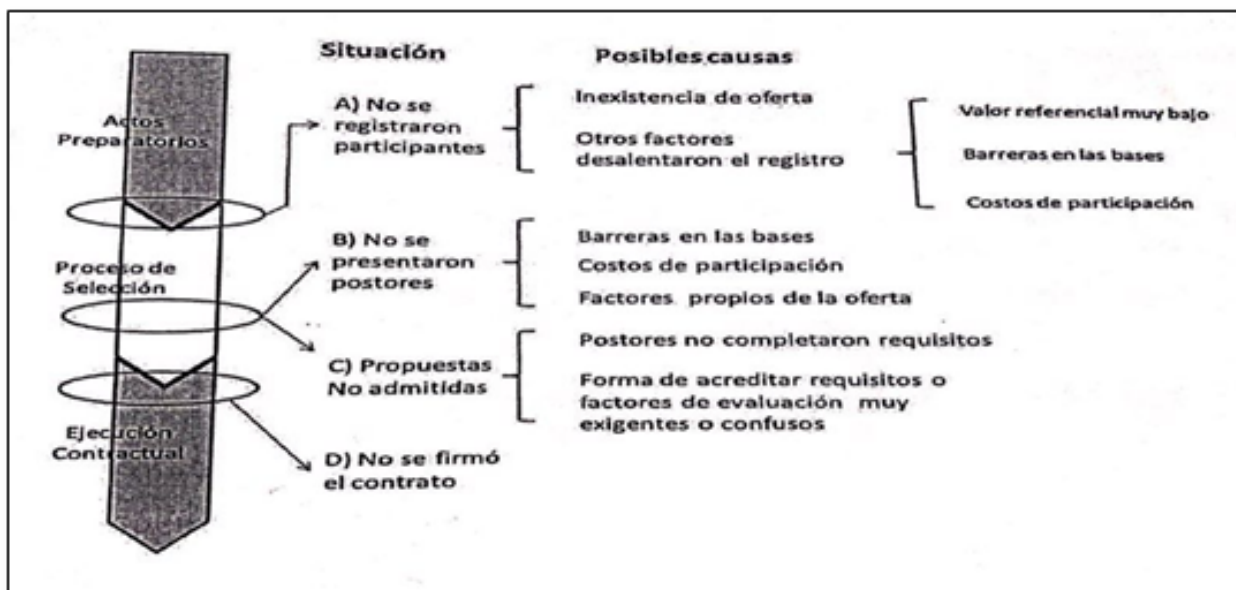 Situación
Posibles causas
Actos
Preparatorios
A) No se
registraron
participantes
Inexistencia de oferta
Otros factores
desalentaron el registro
Valor referencial muy bajo
Barreras en las bases
Costos de participación
Proceso de
Selección
B) No se
presentaron
postores
Barreras en las bases
Costos de participación
Factores propios de la oferta
C) Propuestas
No admitidas
Postores no completaron requisitos
Forma de acreditar requisitos o
factores de evaluación muy
exigentes o confusos
Ejecución
Contractual
D) No se firmó
el contrato